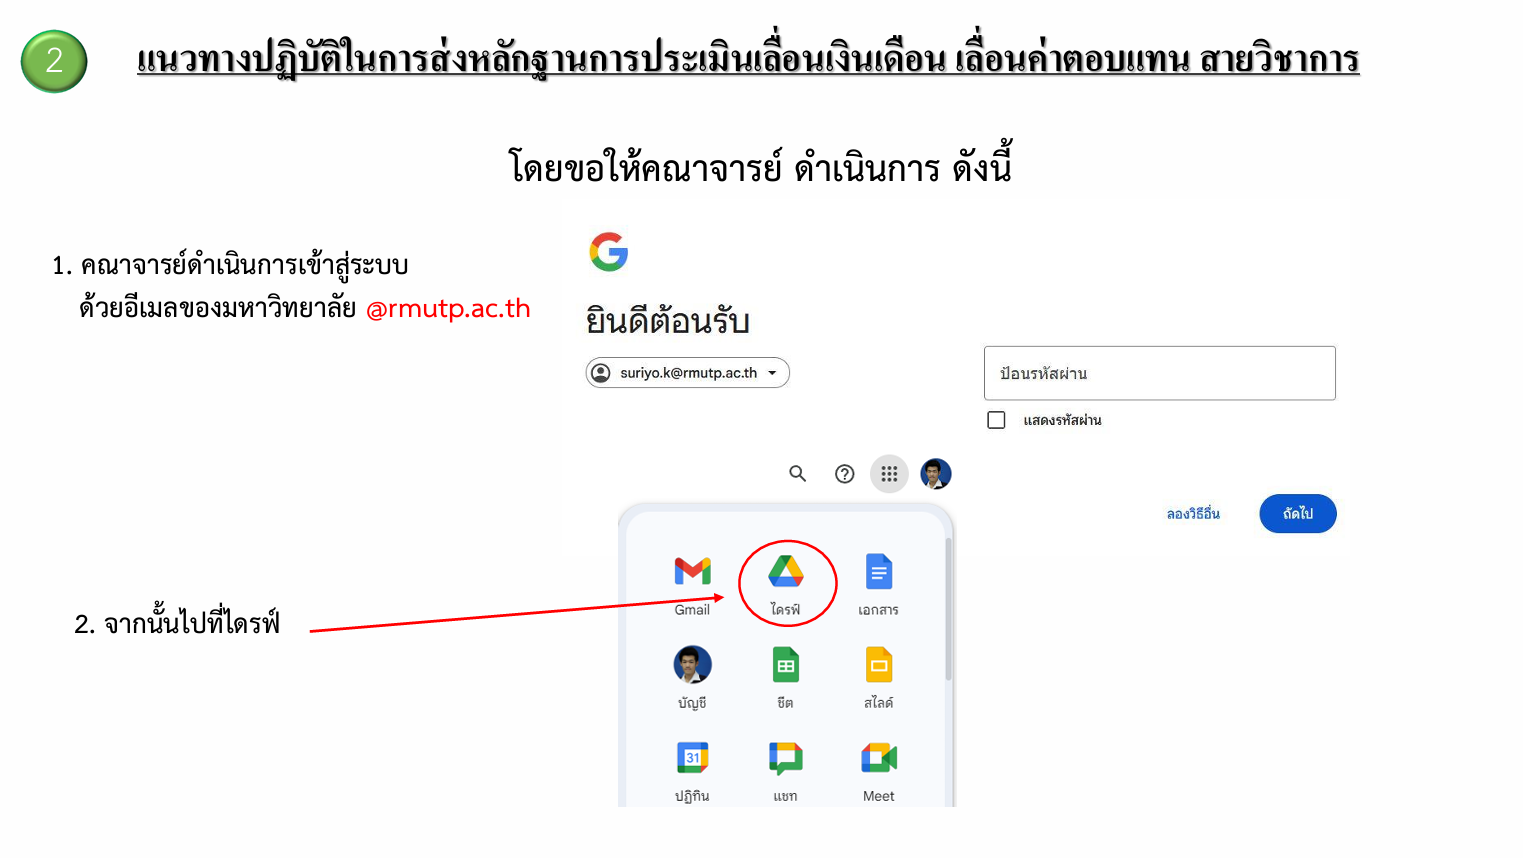 2
แนวทางปฏิบัติในการส่งหลักฐานการประเมินเลื่อนเงินเดือน เลื่อนค่าตอบแทน สายวิชาการ
โดยขอให้คณาจารย์ ดำเนินการ ดังนี้
1. คณาจารย์ดำเนินการเข้าสู่ระบบ
ด้วยอีเมลของมหาวิทยาลัย @rmutp.ac.th
ยินดีต้อนรับ
suriyo.k@rmutp.ac.th
ป้อนรหัสผ่าน
แสดงรหัสผ่าน
ลองวิธีอื่น ถัดไป
2. จากนั้นไปที่ไดรฟ์
Gmail ไดรฟ์ เอกสาร
บัญชี ชีต สไลด์
31
ปฏิทิน แชท Meet